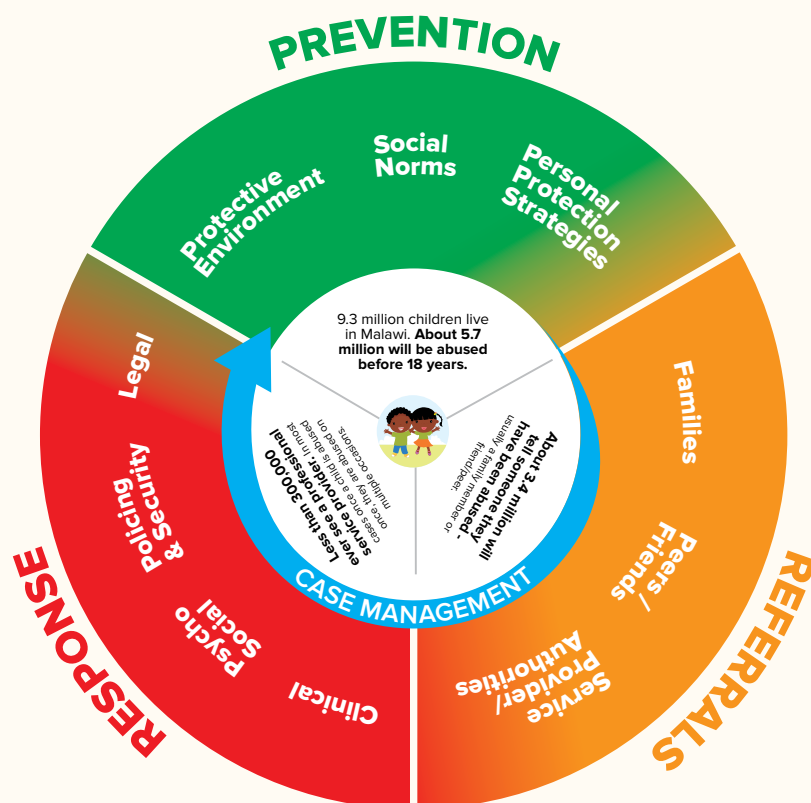 PREVENTION
Protective
Environment
Social
Norms
Personal
Protection
Strategies
9.3 million children live
in Malawi. About 5.7
million will be abused
before 18 years.
Families
Peers/
Friends
Service
Provider/
Authorities
REFERRALS
About 3.4 million will
tell someone they
have been abused -
usually a family member or
friend/peer.
Clinical
Psycho
Social
Policing
& Security
Legal
RESPONSE
Less than 300,000
ever see a professional
service provider. In most
cases once a child is abused
once, they are abused on
multiple occasions.
CASE MANAGEMENT